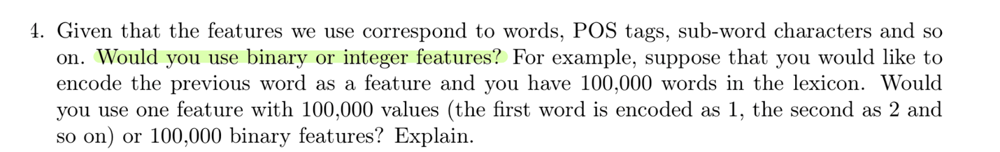 4. Given that the features we use correspond to words, POS tags, sub-word characters and so
on. Would you use binary or integer features? For example, suppose that you would like to
encode the previous word as a feature and you have 100,000 words in the lexicon. Would
you use one feature with 100,000 values (the first word is encoded as 1, the second as 2 and
so on) or 100,000 binary features? Explain.